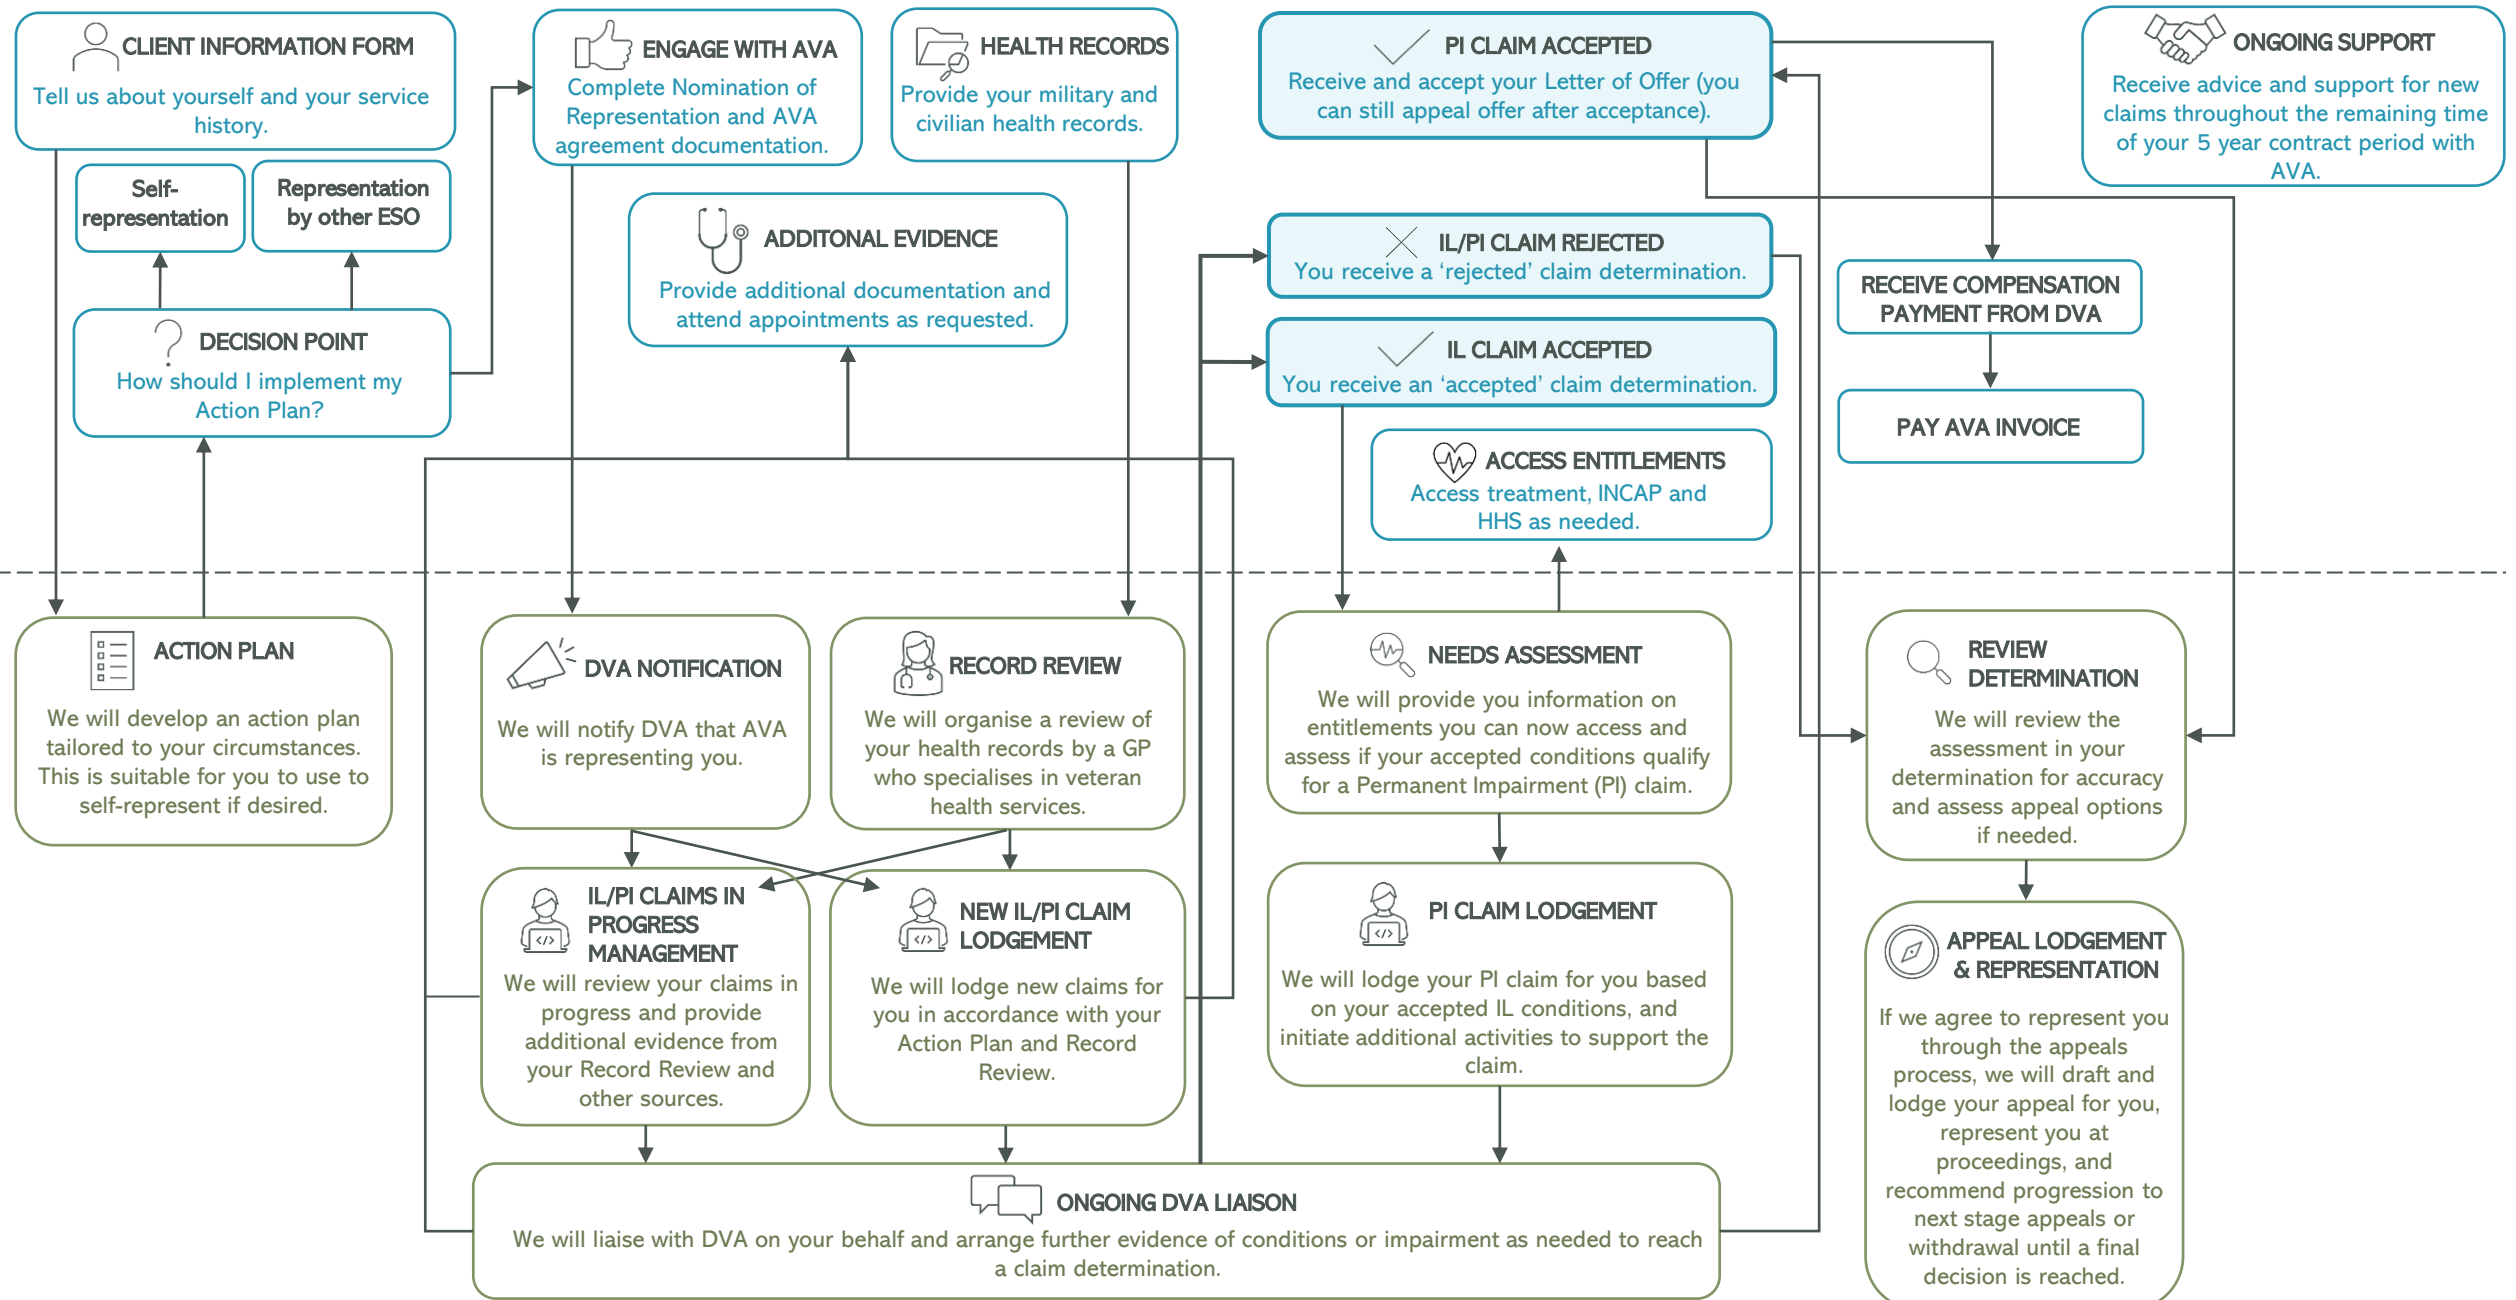 CLIENT INFORMATION FORM
Tell us about yourself and your service
history.
ENGAGE WITH AVA
Complete Nomination of
Representation and AVA
agreement documentation.
HEALTH RECORDS
Provide your military and
civilian health records.
PI CLAIM ACCEPTED
Receive and accept your Letter of Offer (you
can still appeal offer after acceptance).
ONGOING SUPPORT
Receive advice and support for new
claims throughout the remaining time
of your 5 year contract period with
AVA.
Self-
representation
Representation
by other ESO
ADDITONAL EVIDENCE
Provide additional documentation and
attend appointments as requested.
IL/PI CLAIM REJECTED
You receive a ‘rejected’ claim determination.
RECEIVE COMPENSATION
PAYMENT FROM DVA
DECISION POINT
How should I implement my
Action Plan?
IL CLAIM ACCEPTED
You receive an ‘accepted’ claim determination.
PAY AVA INVOICE
ACCESS ENTITLEMENTS
Access treatment, INCAP and
HHS as needed.
ACTION PLAN
We will develop an action plan
tailored to your circumstances.
This is suitable for you to use to
self-represent if desired.
DVA NOTIFICATION
We will notify DVA that AVA
is representing you.
RECORD REVIEW
We will organise a review of
your health records by a GP
who specialises in veteran
health services.
NEEDS ASSESSMENT
We will provide you information on
entitlements you can now access and
assess if your accepted conditions qualify
for a Permanent Impairment (PI) claim.
REVIEW
DETERMINATION
We will review the
assessment in your
determination for accuracy
and assess appeal options
if needed.
IL/PI CLAIMS IN
PROGRESS
MANAGEMENT
We will review your claims in
progress and provide
additional evidence from
your Record Review and
other sources.
NEW IL/PI CLAIM
LODGEMENT
We will lodge new claims for
you in accordance with your
Action Plan and Record
Review.
PI CLAIM LODGEMENT
We will lodge your PI claim for you based
on your accepted IL conditions, and
initiate additional activities to support the
claim.
APPEAL LODGEMENT
& REPRESENTATION
If we agree to represent you
through the appeals
process, we will draft and
lodge your appeal for you,
represent you at
proceedings, and
recommend progression to
next stage appeals or
withdrawal until a final
decision is reached.
ONGOING DVA LIAISON
We will liaise with DVA on your behalf and arrange further evidence of conditions or impairment as needed to reach
a claim determination.